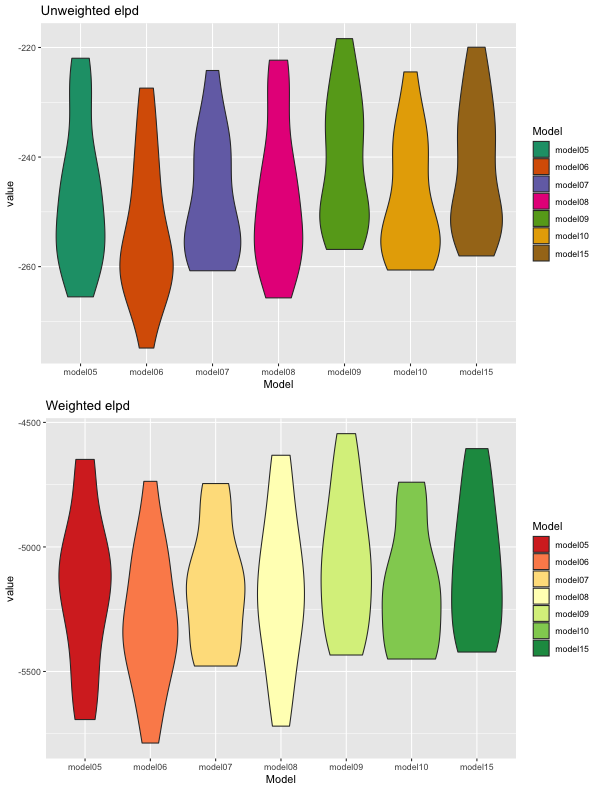 Unweighted elpd
value
-220
-240
-260
model05 model06 model07 model08 model09 model10 model15
Model
Model
model05
model06
model07
model08
model09
model10
model15
Weighted elpd
value
-4500
-5000
-5500
model05 model06 model07 model08 model09 model10 model15
Model
Model
model05
model06
model07
model08
model09
model10
model15